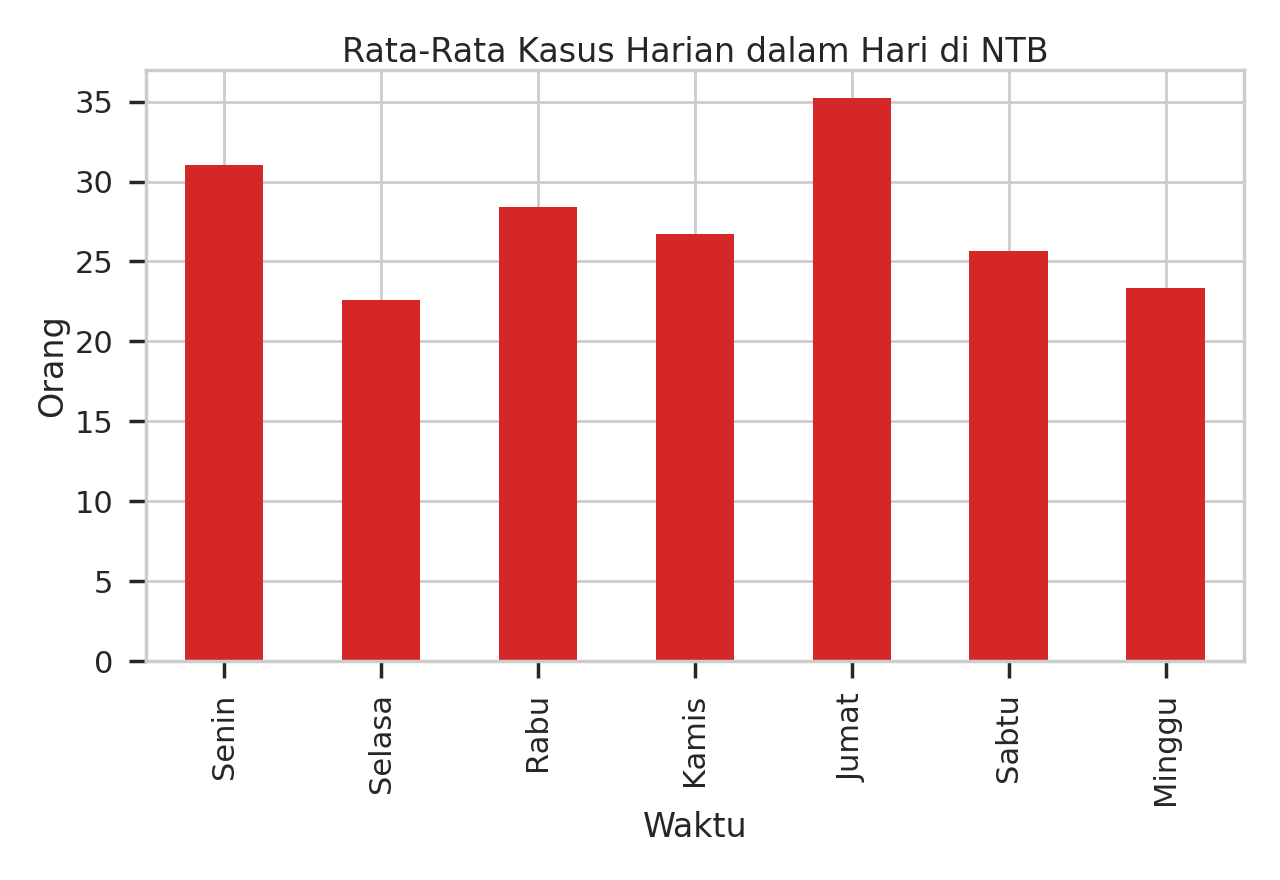 Rata-Rata Kasus Harian dalam Hari di NTB
Orang
35
30
25
20
15
10
5
0
Senin
Selasa
Rabu
Kamis
Jumat
Sabtu
Minggu
Waktu